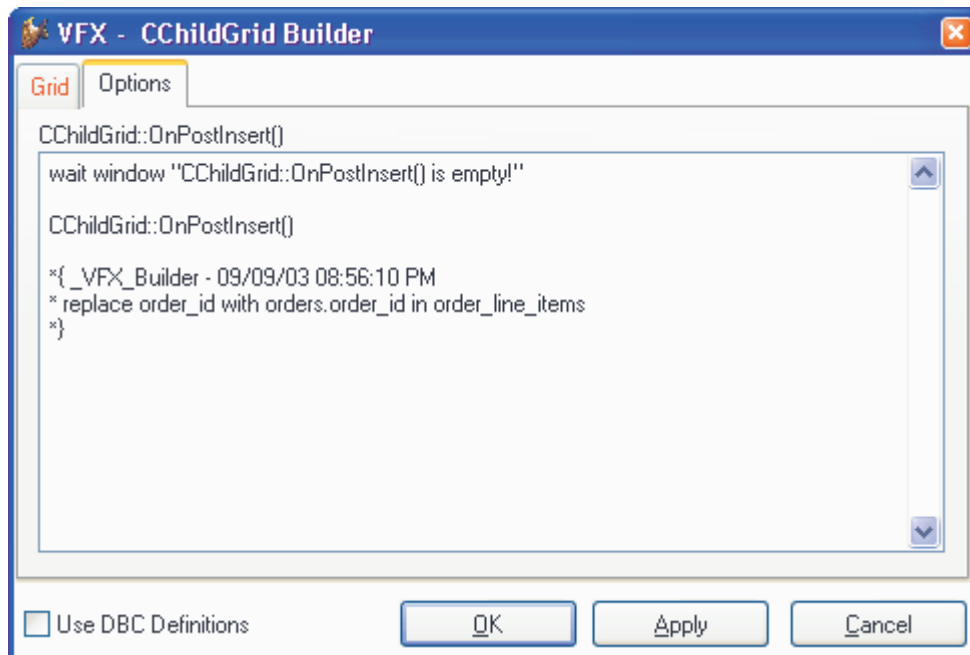 VFX - CChildGrid Builder
Grid
Options
CChildGrid::OnPostInsert()
wait window "CChildGrid::OnPostInsert() is empty!"
CChildGrid::OnPostInsert()
*{ _VFX_Builder - 09/09/03 08:56:10 PM
* replace order_id with orders.order_id in order_line_items
*}
Use DBC Definitions
OK
Apply
Cancel